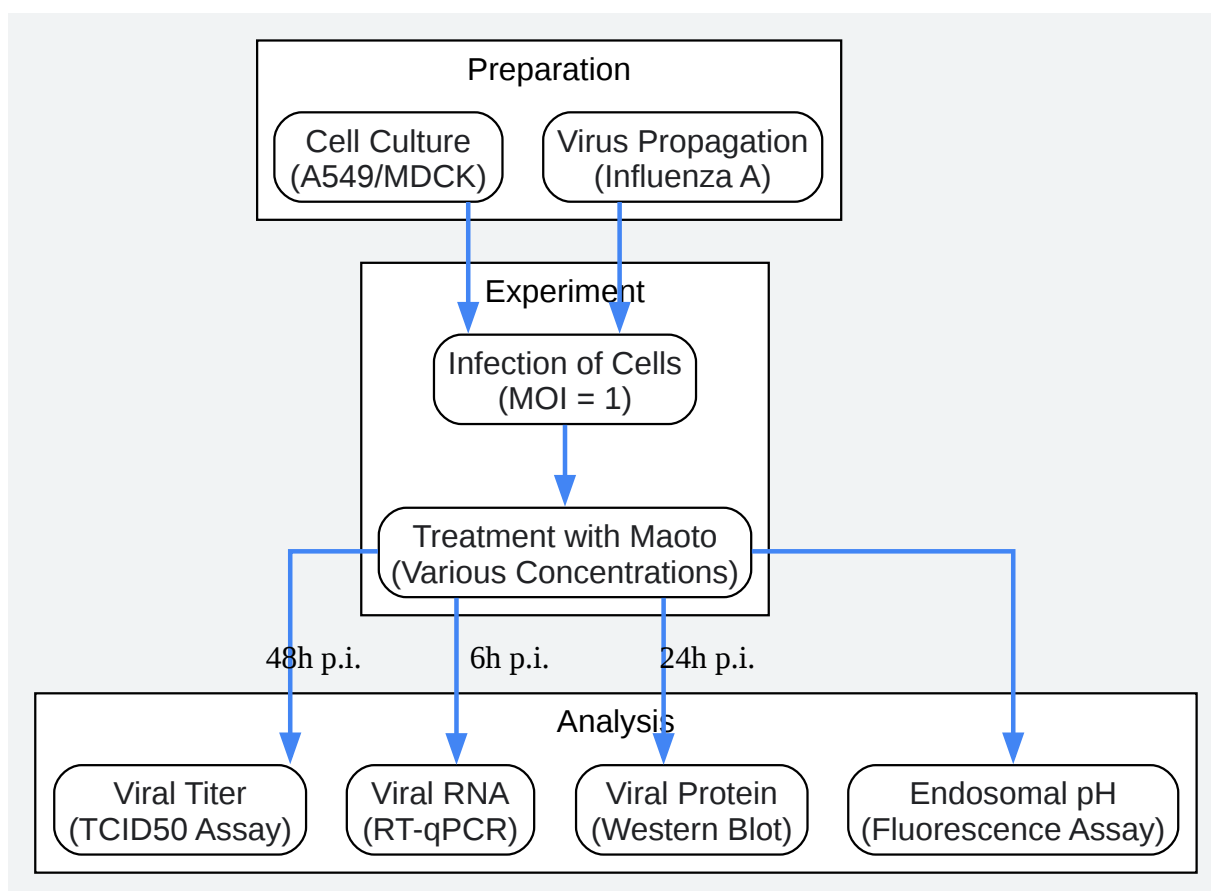 Preparation
Cell Culture
(A549/MDCK)
Virus Propagation
(Influenza A)
Experiment
Infection of Cells
(MOI = 1)
Treatment with Maoto
(Various Concentrations)
48h p.i.
6h p.i.
24h p.i.
Analysis
Viral Titer
(TCID50 Assay)
Viral RNA
(RT-qPCR)
Viral Protein
(Western Blot)
Endosomal pH
(Fluorescence Assay)